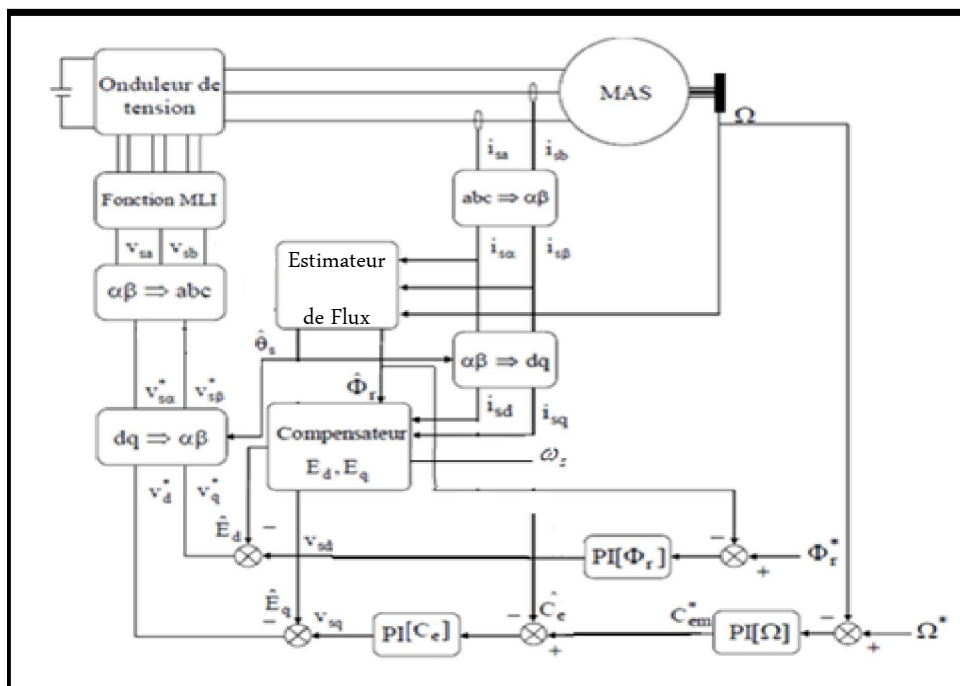 Onduleur de
tension
MAS
Ω
i_sa
i_sb
Fonction MLI
abc ⇒ αβ
v_sa
v_sb
i_sα
i_sβ
Estimateur
de Flux
αβ ⇒ abc
θ̂_s
αβ ⇒ dq
Φ̂_r
v*_sα
v*_sβ
i_sd
i_sq
dq ⇒ αβ
Compensateur
E_d, E_q
ω_s
v*_d
v*_q
Ê_d
−
v_sd
PI[Φ_r]
−
+
Φ*_r
Ê_q
−
v_sq
PI[C_e]
−
Ĉ_e
+
C*_em
PI[Ω]
−
+
Ω*